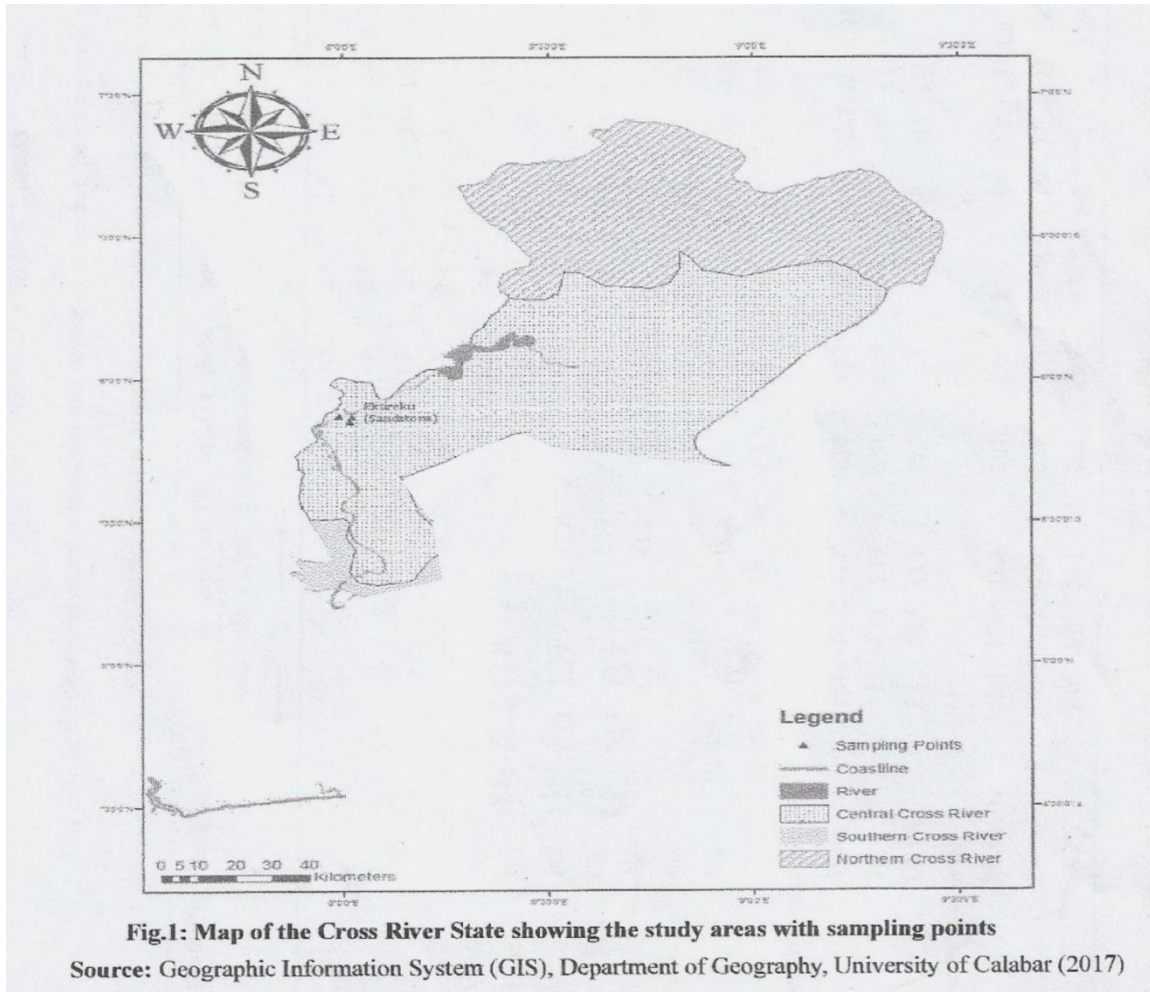 N
W E
S
Ekureku
(Sandstone)
Legend
Sampling Points
Coastline
River
Central Cross River
Southern Cross River
Northern Cross River
0 5 10 20 30 40
Kilometers
Fig.1: Map of the Cross River State showing the study areas with sampling points
Source: Geographic Information System (GIS), Department of Geography, University of Calabar (2017)